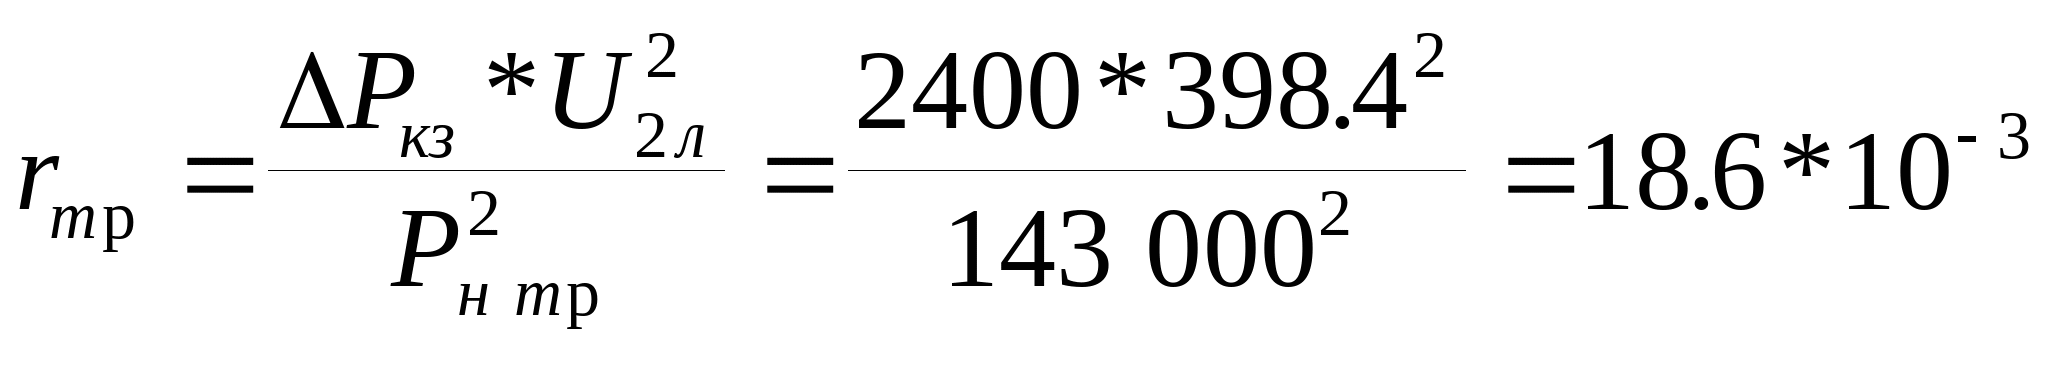 r_тр = ΔP_кз * U_2л^2 / P_н тр^2 = 2400 * 398.4^2 / 143 000^2 = 18.6 * 10^- 3